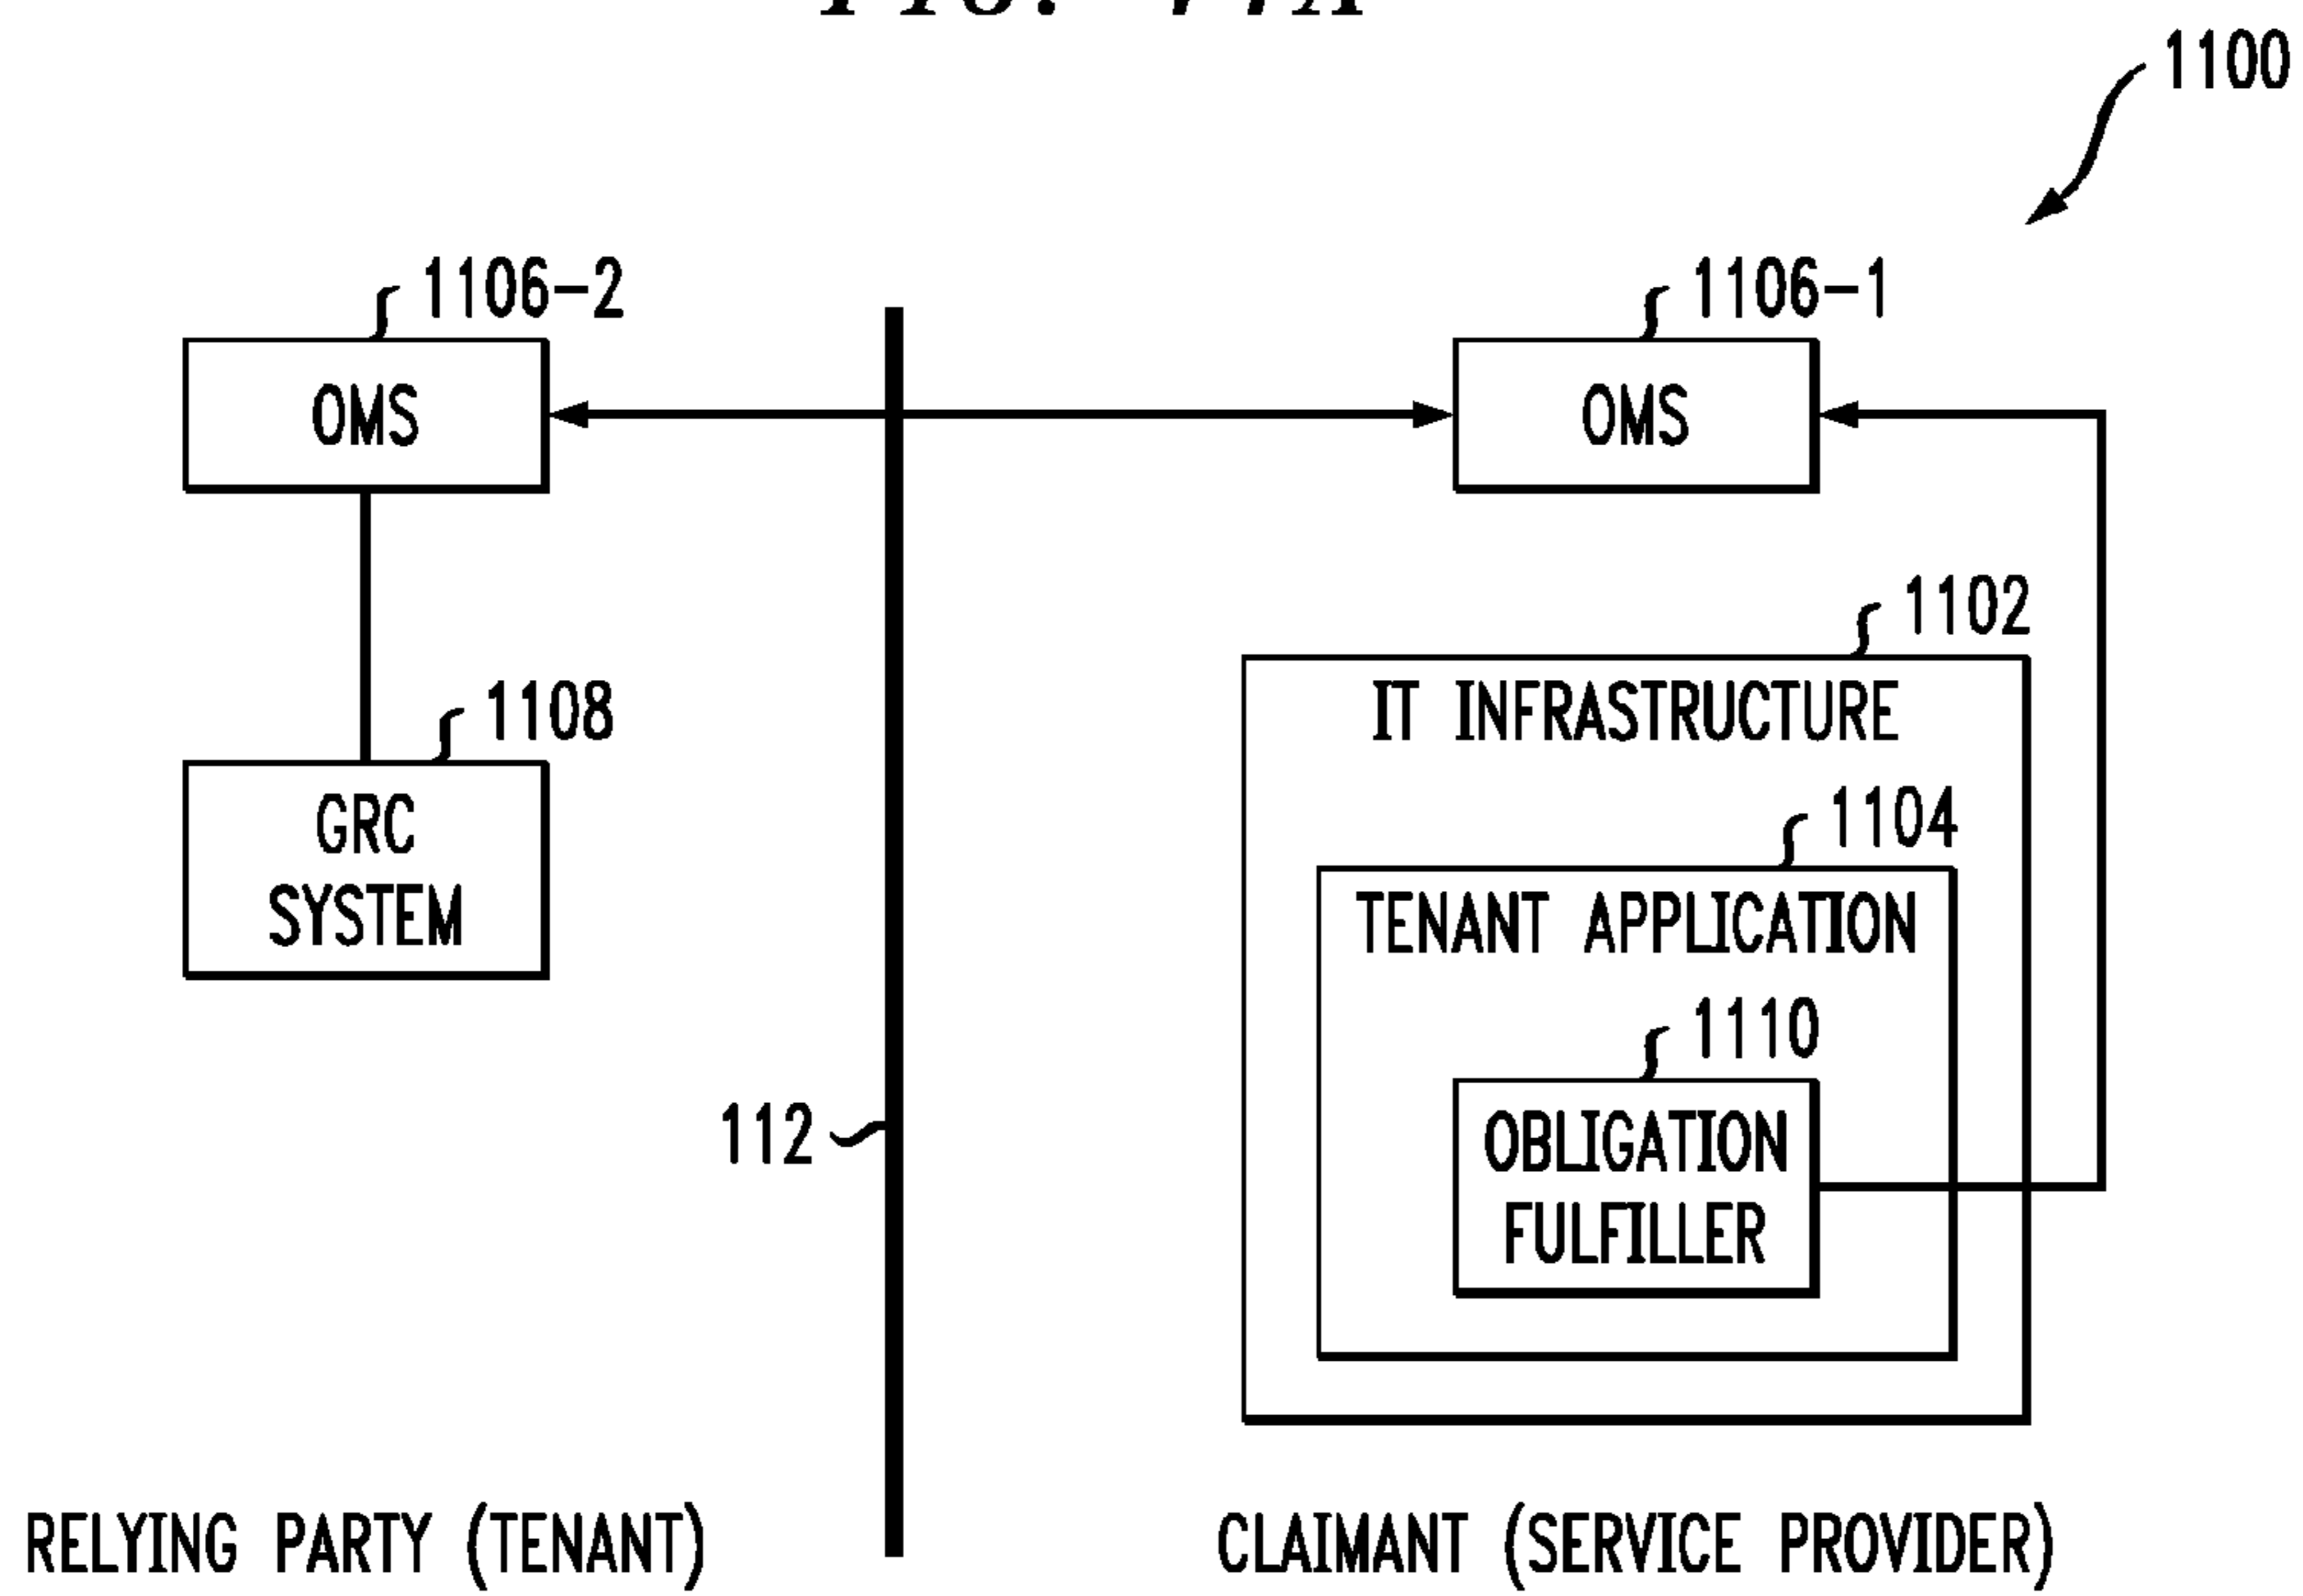 1100
1106-2
1106-1
OMS
OMS
1102
IT INFRASTRUCTURE
1108
GRC
SYSTEM
1104
TENANT APPLICATION
1110
OBLIGATION
FULFILLER
112
RELYING PARTY (TENANT)
CLAIMANT (SERVICE PROVIDER)